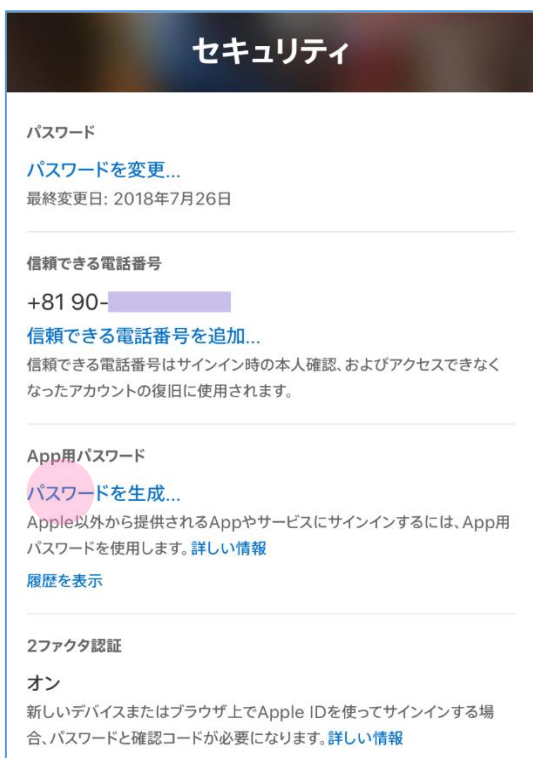 セキュリティ
パスワード
パスワードを変更...
最終変更日: 2018年7月26日
信頼できる電話番号
+81 90-
信頼できる電話番号を追加...
信頼できる電話番号はサインイン時の本人確認、およびアクセスできなく
なったアカウントの復旧に使用されます。
App用パスワード
パスワードを生成...
Apple以外から提供されるAppやサービスにサインインするには、App用
パスワードを使用します。詳しい情報
履歴を表示
2ファクタ認証
オン
新しいデバイスまたはブラウザ上でApple IDを使ってサインインする場
合、パスワードと確認コードが必要になります。詳しい情報